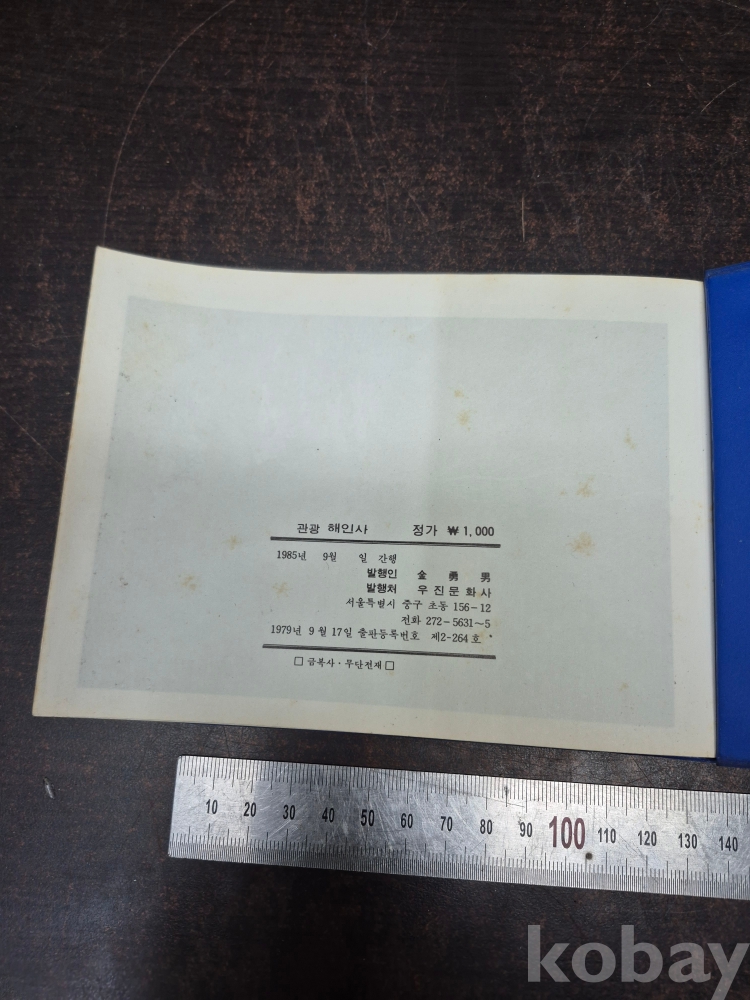 관광 해인사 정가 ₩ 1,000
1985년 9월 일 간행
발행인 金 勇 男
발행처 우진문화사
서울특별시 중구 초동 156-12
전화 272-5631~5
1979년 9월 17일 출판등록번호 제2-264호
□ 금복사·무단전재 □
10 20 30 40 50 60 70 80 90 100 110 120 130 140
kobay